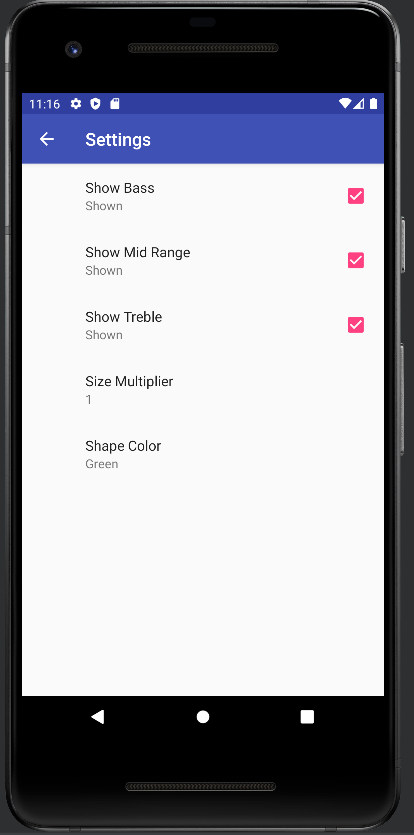 11:16
Settings
Show Bass
Shown
Show Mid Range
Shown
Show Treble
Shown
Size Multiplier
1
Shape Color
Green